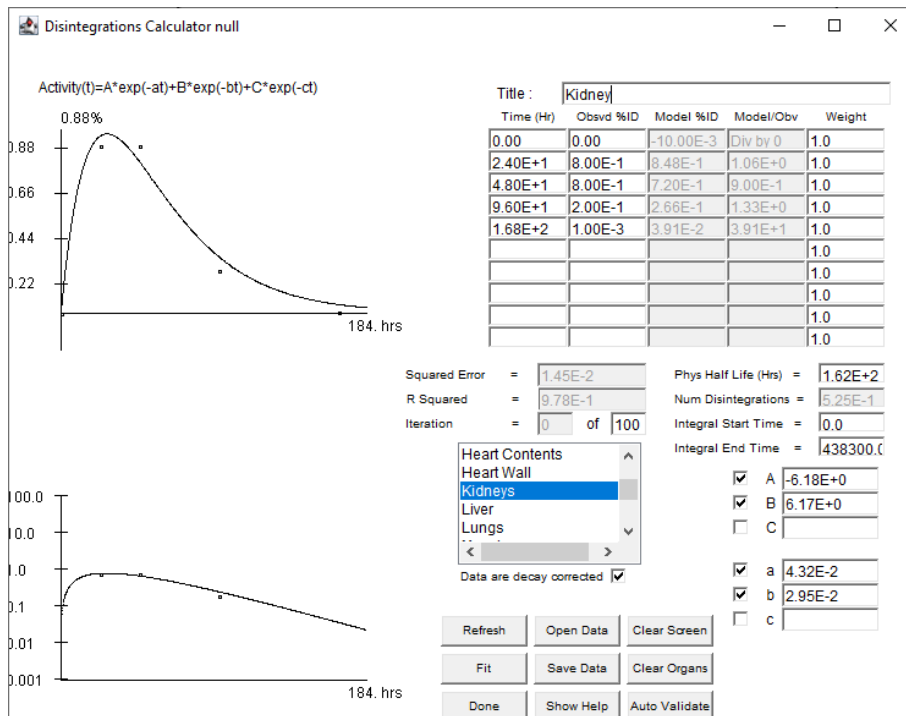 Disintegrations Calculator null
Activity(t)=A*exp(-at)+B*exp(-bt)+C*exp(-ct)
0.88%
0.88
0.66
0.44
0.22
184. hrs
Title : Kidney
Time (Hr) Obsvd %ID Model %ID Model/Obv Weight
0.00 0.00 -10.00E-3 Div by 0 1.0
2.40E+1 8.00E-1 8.48E-1 1.06E+0 1.0
4.80E+1 8.00E-1 7.20E-1 9.00E-1 1.0
9.60E+1 2.00E-1 2.66E-1 1.33E+0 1.0
1.68E+2 1.00E-3 3.91E-2 3.91E+1 1.0
1.0
1.0
1.0
1.0
1.0
Squared Error = 1.45E-2
R Squared = 9.78E-1
Iteration = 0 of 100
Phys Half Life (Hrs) = 1.62E+2
Num Disintegrations = 5.25E-1
Integral Start Time = 0.0
Integral End Time = 438300.0
Heart Contents
Heart Wall
Kidneys
Liver
Lungs
Data are decay corrected
A -6.18E+0
B 6.17E+0
C
a 4.32E-2
b 2.95E-2
c
100.0
10.0
1.0
0.1
0.01
0.001
184. hrs
Refresh Open Data Clear Screen
Fit Save Data Clear Organs
Done Show Help Auto Validate